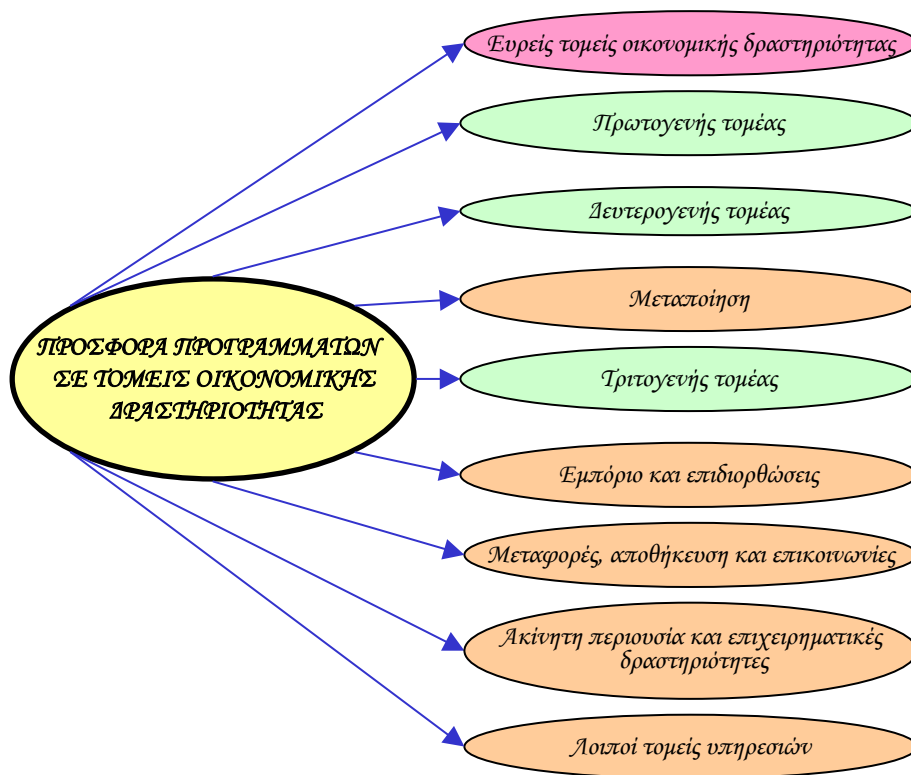 Ευρείς τομείς οικονομικής δραστηριότητας
Πρωτογενής τομέας
Δευτερογενής τομέας
Μεταποίηση
ΠΡΟΣΦΟΡΑ ΠΡΟΓΡΑΜΜΑΤΩΝ
ΣΕ ΤΟΜΕΙΣ ΟΙΚΟΝΟΜΙΚΗΣ
ΔΡΑΣΤΗΡΙΟΤΗΤΑΣ
Τριτογενής τομέας
Εμπόριο και επιδιορθώσεις
Μεταφορές, αποθήκευση και επικοινωνίες
Ακίνητη περιουσία και επιχειρηματικές
δραστηριότητες
Λοιποί τομείς υπηρεσιών